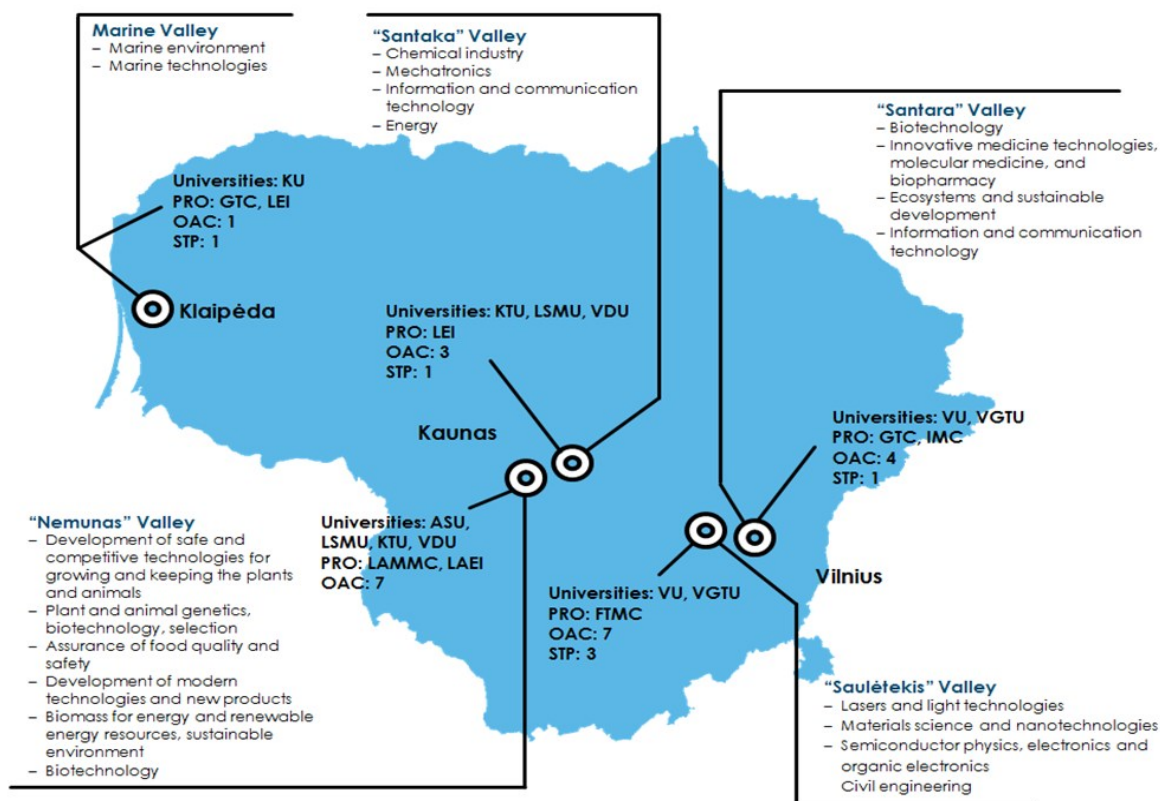 Marine Valley
– Marine environment
– Marine technologies
“Santaka” Valley
– Chemical industry
– Mechatronics
– Information and communication
technology
– Energy
“Santara” Valley
– Biotechnology
– Innovative medicine technologies,
molecular medicine, and
biopharmacy
– Ecosystems and sustainable
development
– Information and communication
technology
Universities: KU
PRO: GTC, LEI
OAC: 1
STP: 1
Klaipėda
Universities: KTU, LSMU, VDU
PRO: LEI
OAC: 3
STP: 1
Kaunas
Universities: VU, VGTU
PRO: GTC, IMC
OAC: 4
STP: 1
Universities: ASU,
LSMU, KTU, VDU
PRO: LAMMC, LAEI
OAC: 7
Universities: VU, VGTU
PRO: FTMC
OAC: 7
STP: 3
Vilnius
“Nemunas” Valley
– Development of safe and
competitive technologies for
growing and keeping the plants
and animals
– Plant and animal genetics,
biotechnology, selection
– Assurance of food quality and
safety
– Development of modern
technologies and new products
– Biomass for energy and renewable
energy resources, sustainable
environment
– Biotechnology
“Saulėtekis” Valley
– Lasers and light technologies
– Materials science and nanotechnologies
– Semiconductor physics, electronics and
organic electronics
Civil engineering